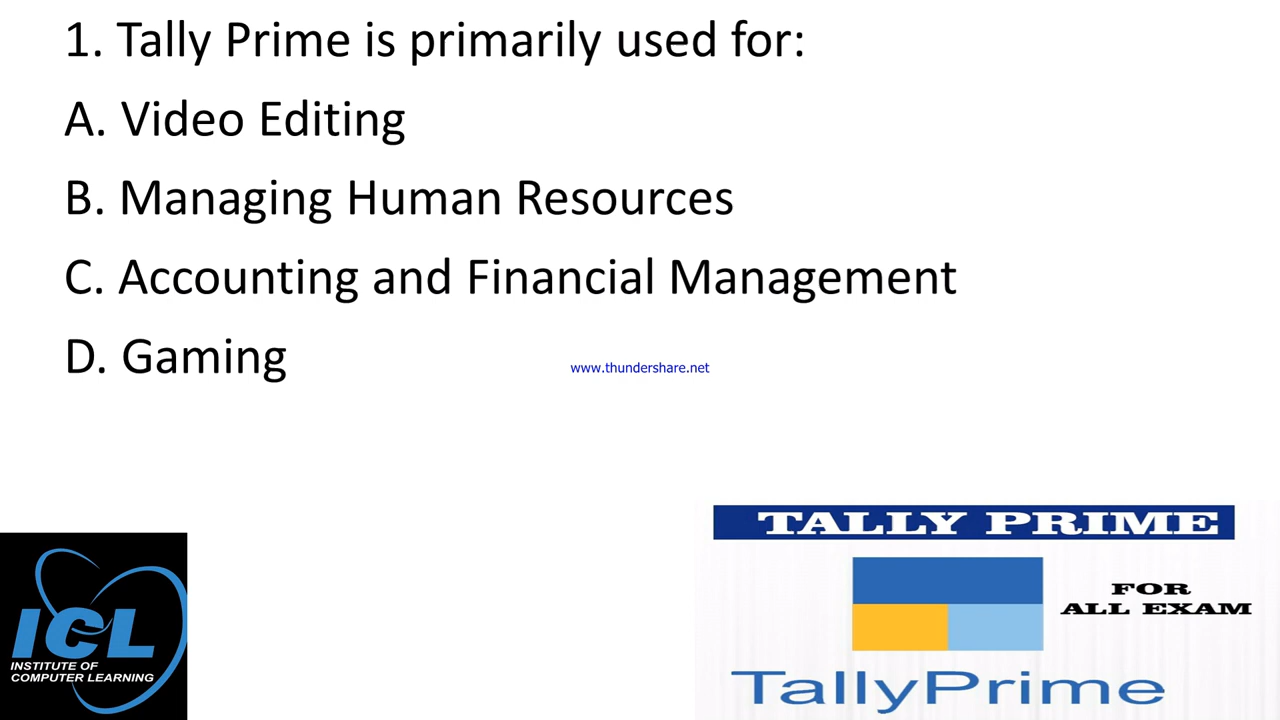 1. Tally Prime is primarily used for:
A. Video Editing
B. Managing Human Resources
C. Accounting and Financial Management
D. Gaming
www.thundershare.net
TALLY PRIME
FOR
ALL EXAM
TallyPrime
ICL
INSTITUTE OF
COMPUTER LEARNING